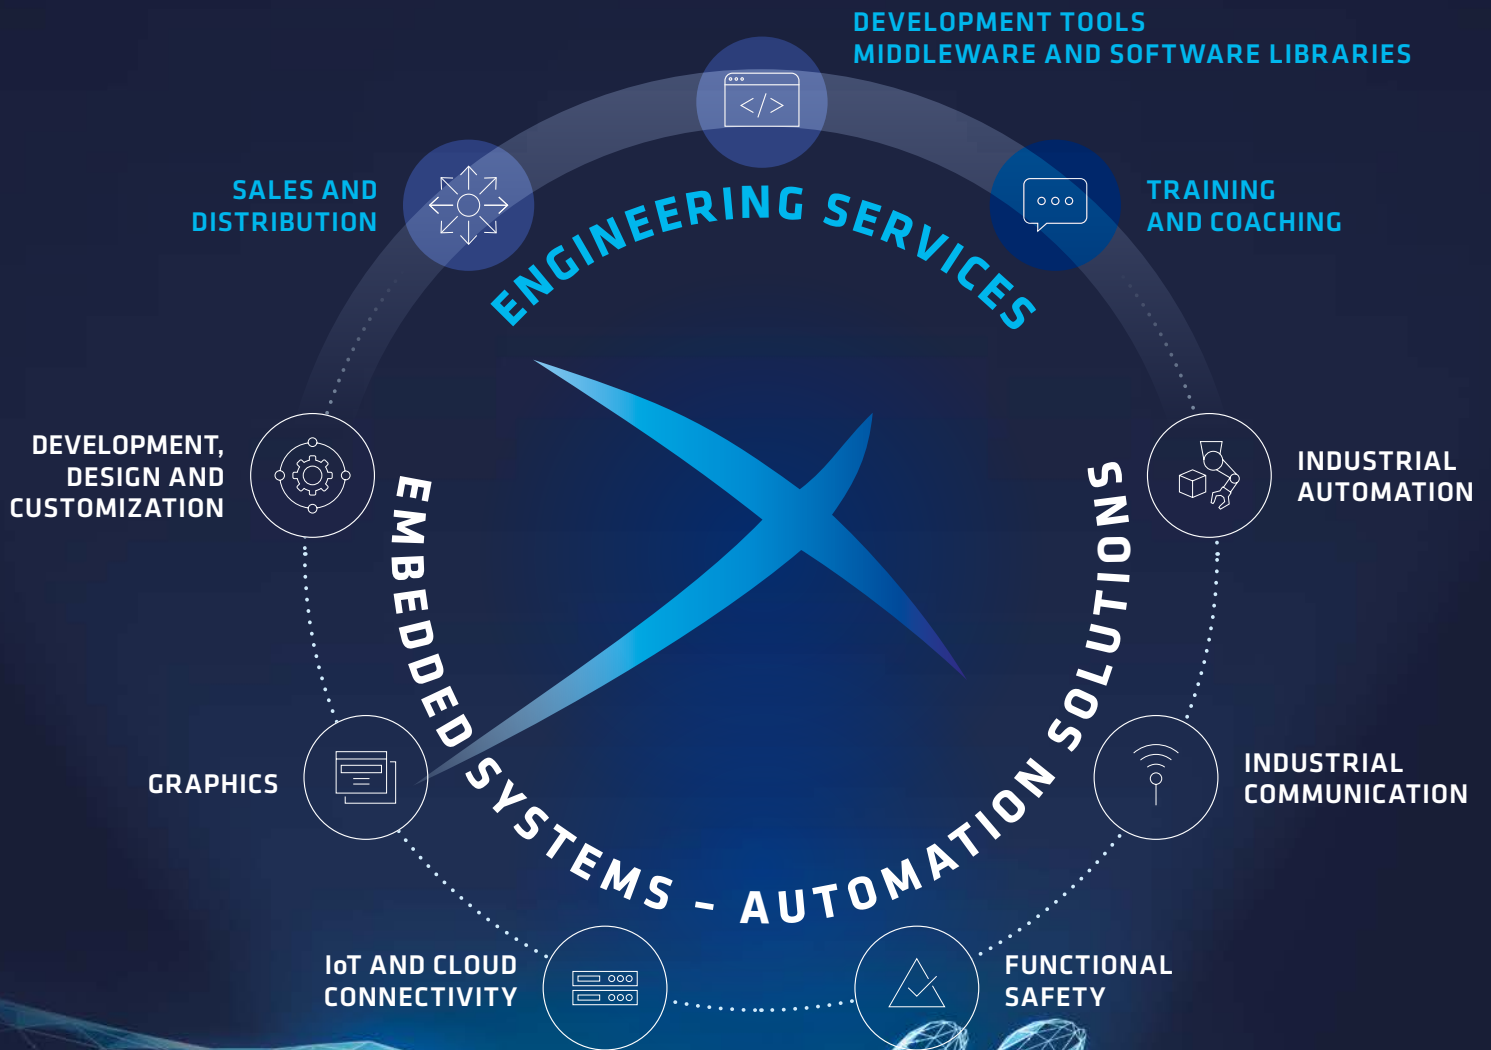 DEVELOPMENT TOOLS
MIDDLEWARE AND SOFTWARE LIBRARIES
</>
SALES AND
DISTRIBUTION
TRAINING
AND COACHING
ENGINEERING SERVICES
DEVELOPMENT,
DESIGN AND
CUSTOMIZATION
INDUSTRIAL
AUTOMATION
EMBEDDED SYSTEMS – AUTOMATION SOLUTIONS
GRAPHICS
INDUSTRIAL
COMMUNICATION
IoT AND CLOUD
CONNECTIVITY
FUNCTIONAL
SAFETY